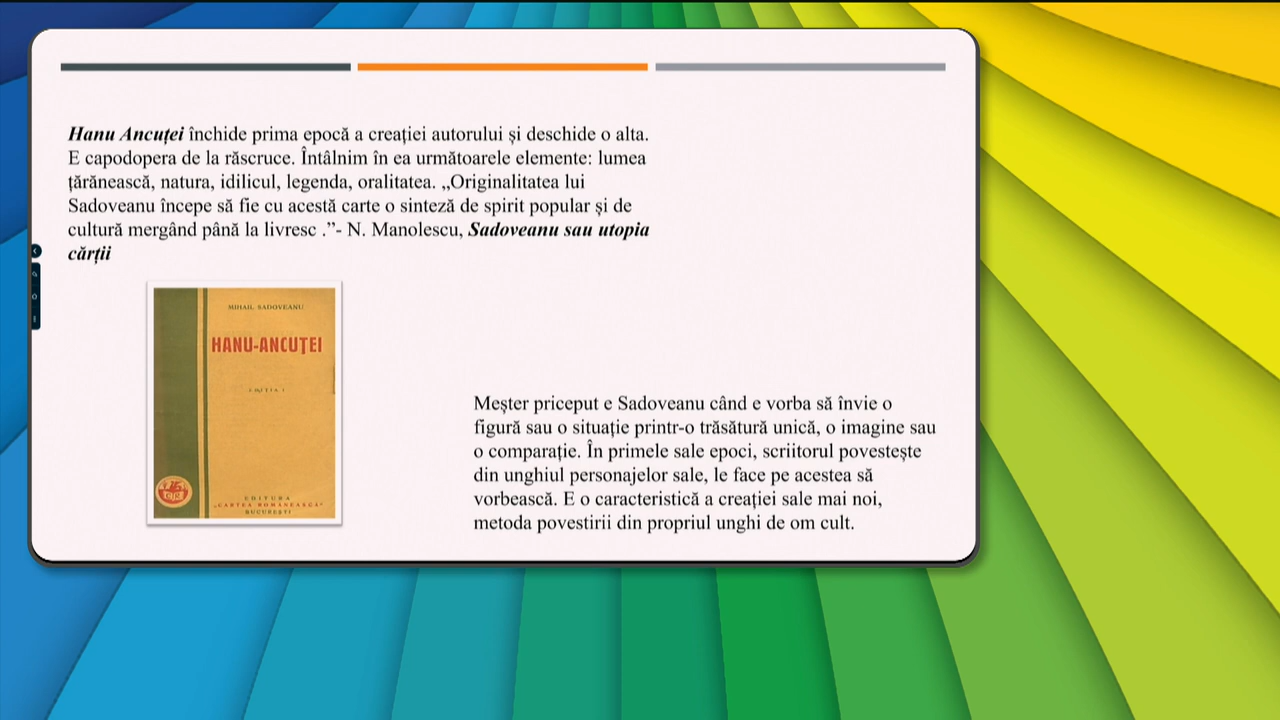 Hanu Ancuței închide prima epocă a creației autorului și deschide o alta.
E capodopera de la răscruce. Întâlnim în ea următoarele elemente: lumea
țărănească, natura, idilicul, legenda, oralitatea. „Originalitatea lui
Sadoveanu începe să fie cu acestă carte o sinteză de spirit popular și de
cultură mergând până la livresc .”- N. Manolescu, Sadoveanu sau utopia
cărții
MIHAIL SADOVEANU
HANU-ANCUȚEI
EDITURA
„CARTEA ROMÂNEASCĂ”
BUCUREȘTI
Meșter priceput e Sadoveanu când e vorba să învie o
figură sau o situație printr-o trăsătură unică, o imagine sau
o comparație. În primele sale epoci, scriitorul povestește
din unghiul personajelor sale, le face pe acestea să
vorbească. E o caracteristică a creației sale mai noi,
metoda povestirii din propriul unghi de om cult.